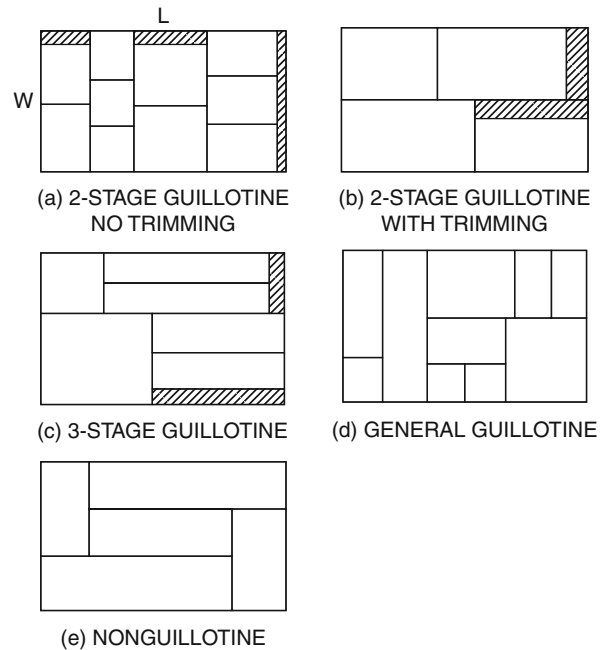 L
W
(a) 2-STAGE GUILLOTINE
NO TRIMMING
(b) 2-STAGE GUILLOTINE
WITH TRIMMING
(c) 3-STAGE GUILLOTINE
(d) GENERAL GUILLOTINE
(e) NONGUILLOTINE